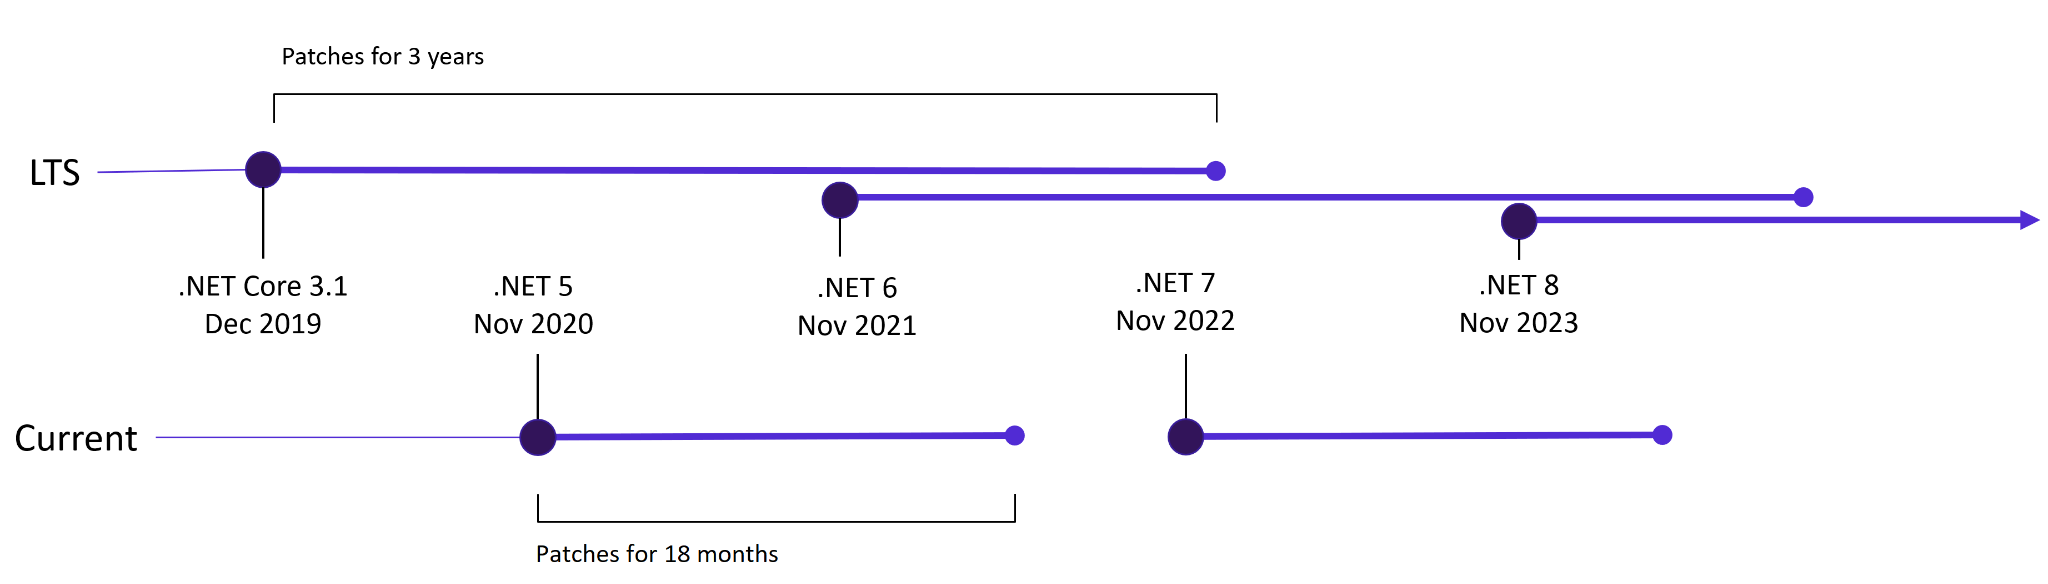 Patches for 3 years
LTS
.NET Core 3.1
Dec 2019
.NET 5
Nov 2020
.NET 6
Nov 2021
.NET 7
Nov 2022
.NET 8
Nov 2023
Current
Patches for 18 months